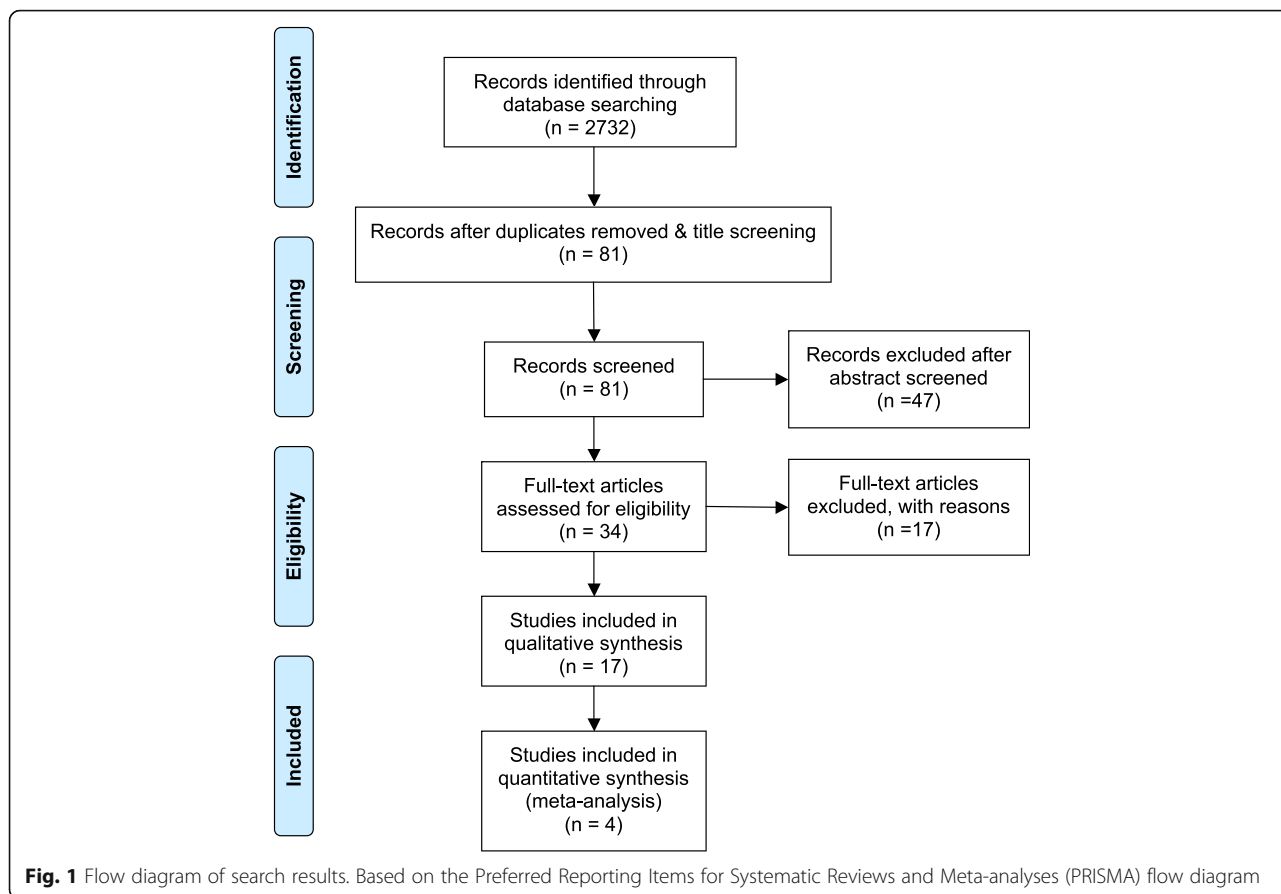 Identification
Records identified through
database searching
(n = 2732)
Records after duplicates removed & title screening
(n = 81)
Screening
Records screened
(n = 81)
Records excluded after
abstract screened
(n =47)
Eligibility
Full-text articles
assessed for eligibility
(n = 34)
Full-text articles
excluded, with reasons
(n =17)
Studies included in
qualitative synthesis
(n = 17)
Included
Studies included in
quantitative synthesis
(meta-analysis)
(n = 4)
Fig. 1 Flow diagram of search results. Based on the Preferred Reporting Items for Systematic Reviews and Meta-analyses (PRISMA) flow diagram